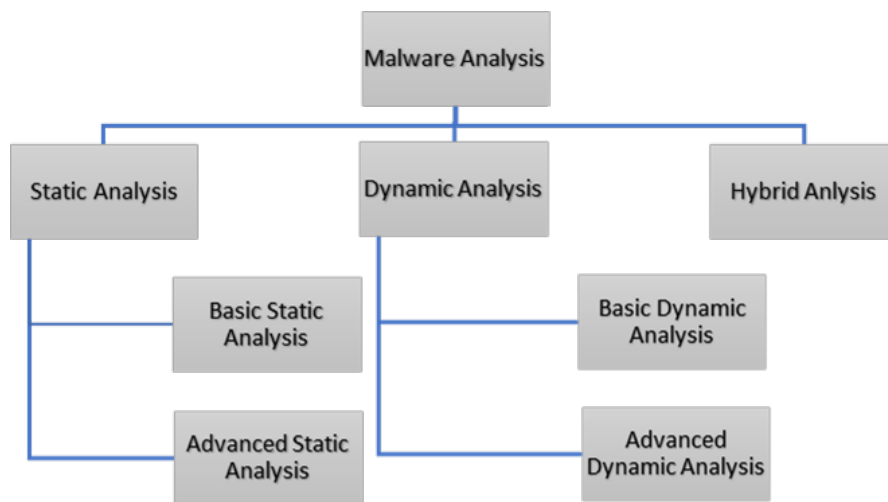 Malware Analysis
Static Analysis
Dynamic Analysis
Hybrid Anlysis
Basic Static
Analysis
Basic Dynamic
Analysis
Advanced Static
Analysis
Advanced
Dynamic Analysis